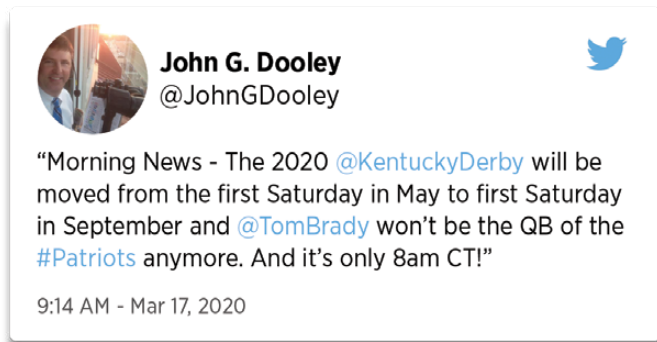 John G. Dooley
@JohnGDooley
“Morning News - The 2020 @KentuckyDerby will be
moved from the first Saturday in May to first Saturday
in September and @TomBrady won’t be the QB of the
#Patriots anymore. And it’s only 8am CT!”
9:14 AM - Mar 17, 2020